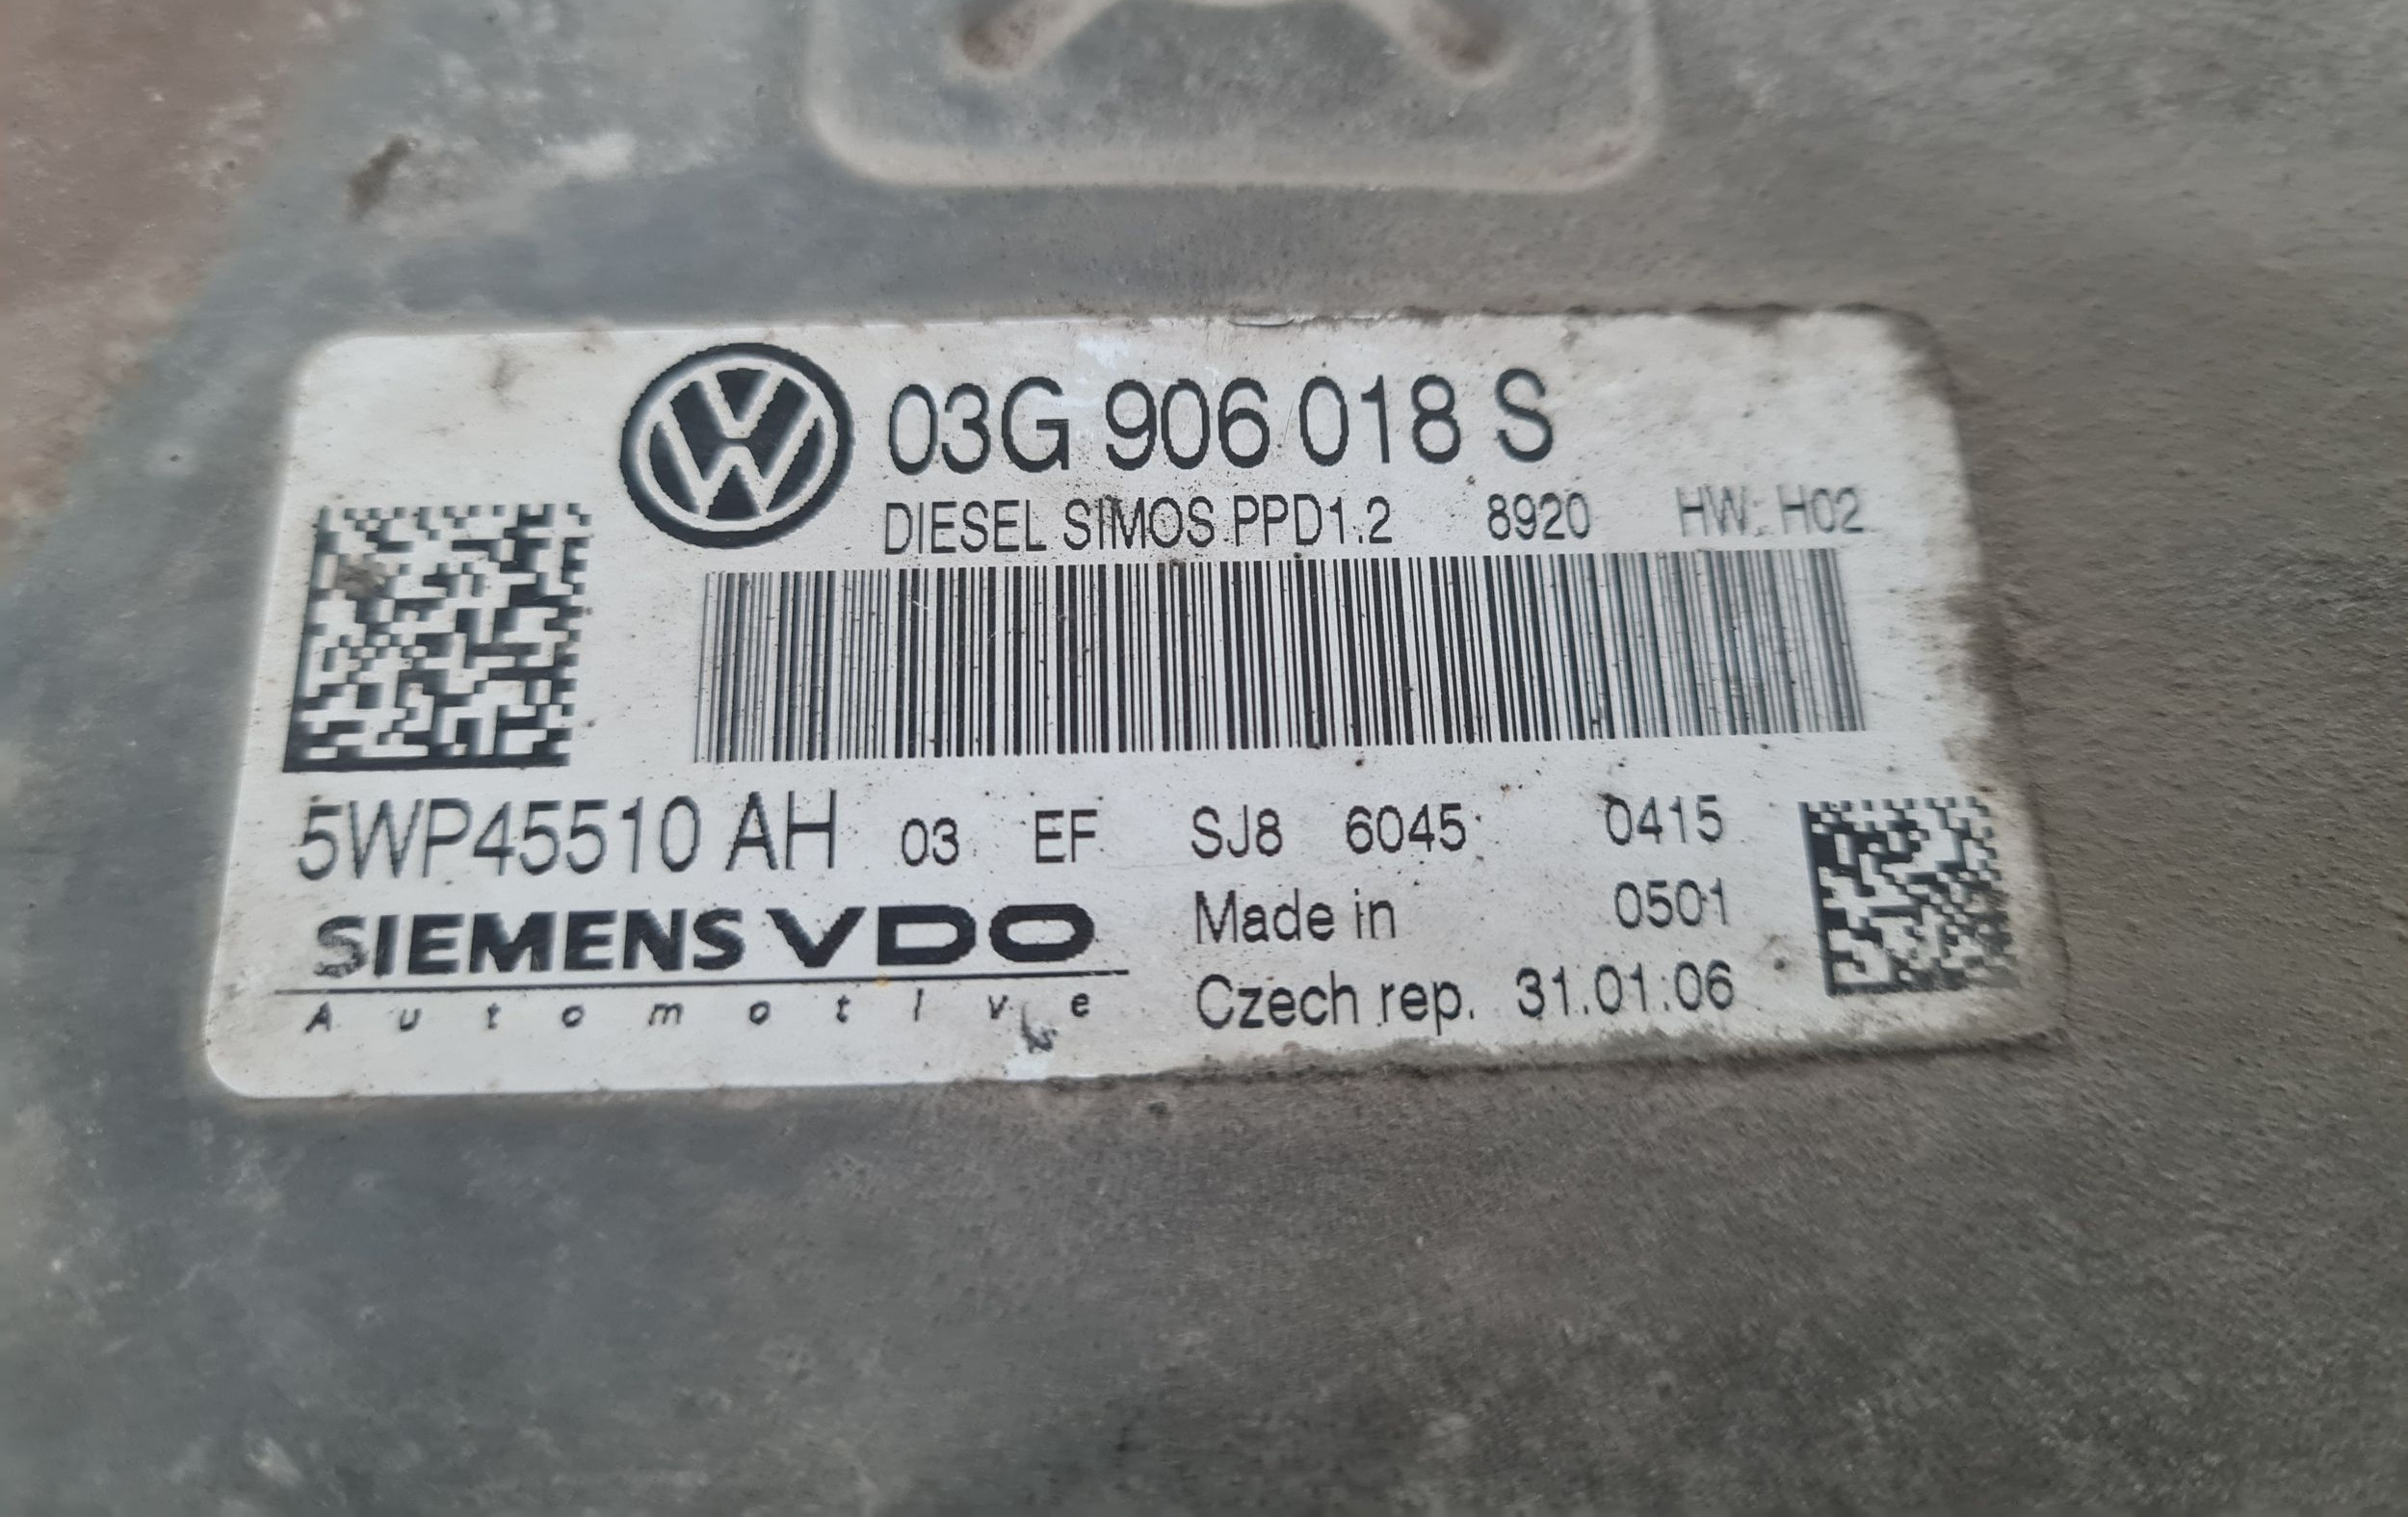 03G 906 018 S
DIESEL SIMOS PPD1.2 8920 HW: H02
5WP45510 AH 03 EF SJ8 6045 0415
SIEMENS VDO
Automotive
Made in 0501
Czech rep. 31.01.06